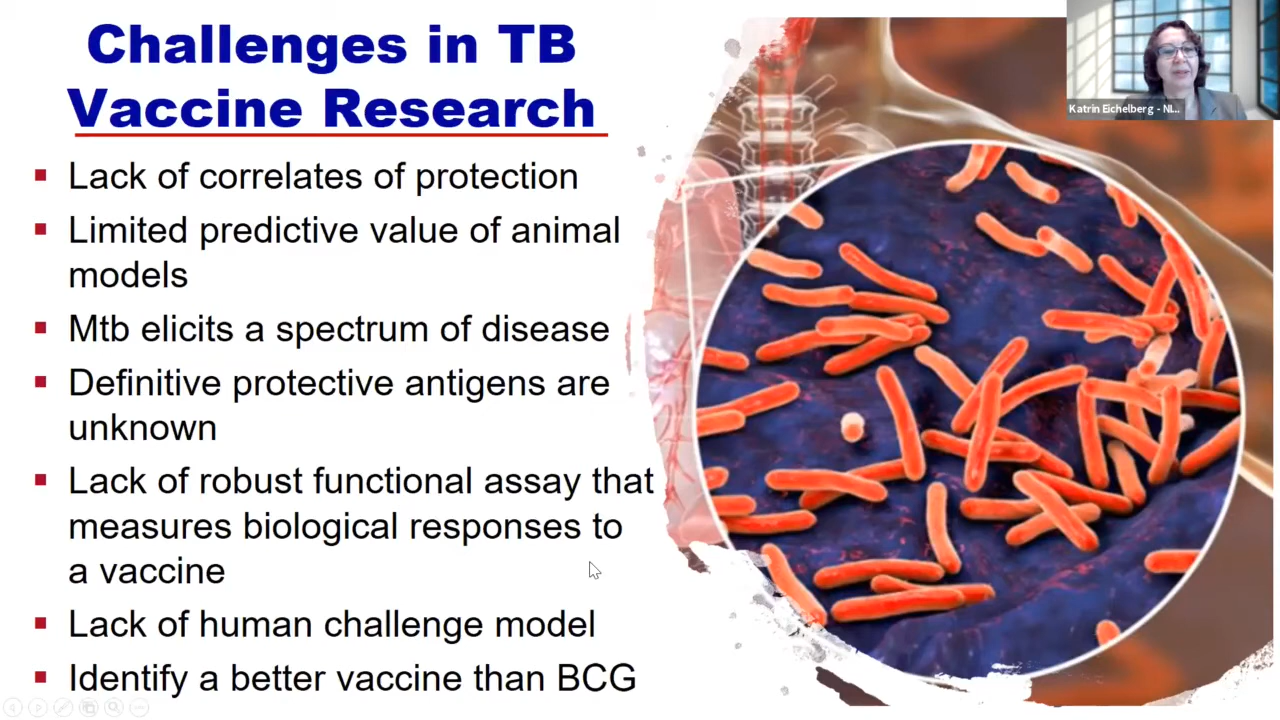 Challenges in TB
Vaccine Research
Lack of correlates of protection
Limited predictive value of animal
models
Mtb elicits a spectrum of disease
Definitive protective antigens are
unknown
Lack of robust functional assay that
measures biological responses to
a vaccine
Lack of human challenge model
Identify a better vaccine than BCG
Katrin Eichelberg - NI...